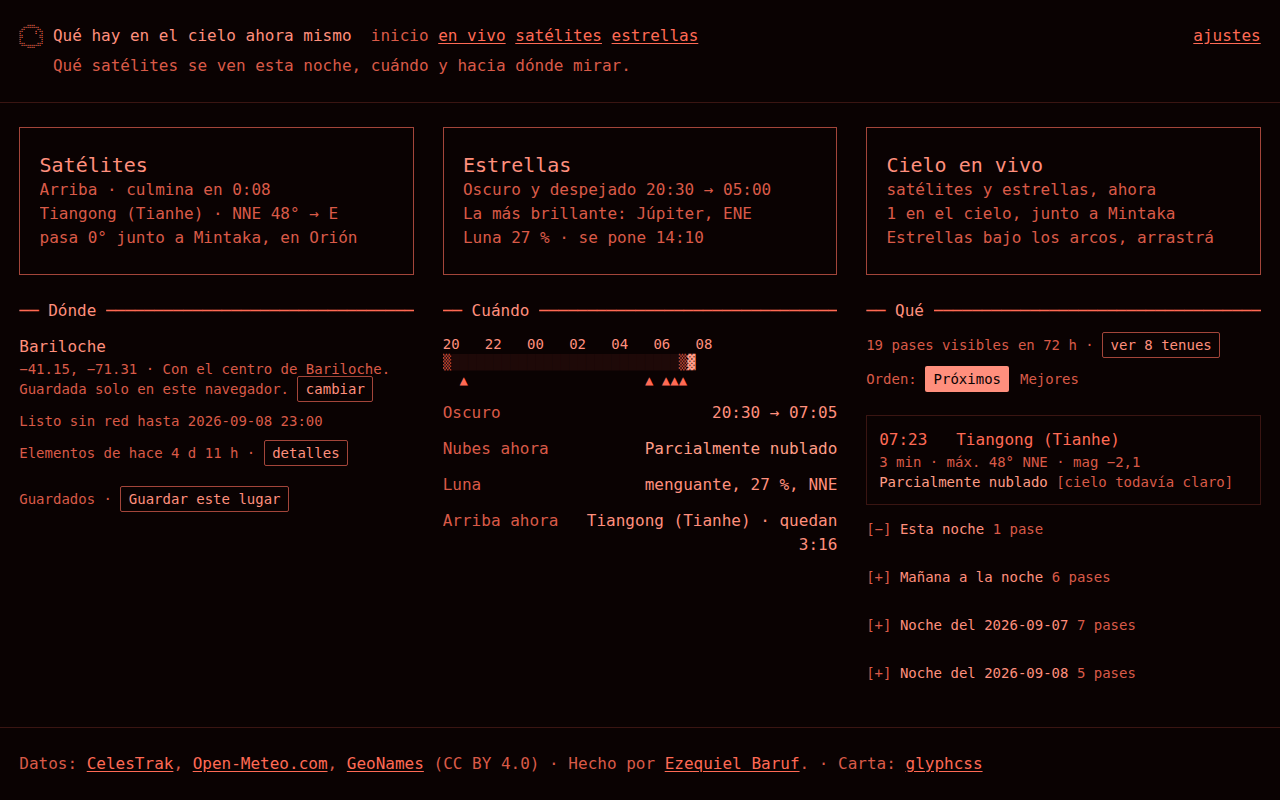 Qué hay en el cielo ahora mismo inicio en vivo satélites estrellas ajustes
Qué satélites se ven esta noche, cuándo y hacia dónde mirar.
Satélites
Arriba · culmina en 0:08
Tiangong (Tianhe) · NNE 48° → E
pasa 0° junto a Mintaka, en Orión
Estrellas
Oscuro y despejado 20:30 → 05:00
La más brillante: Júpiter, ENE
Luna 27 % · se pone 14:10
Cielo en vivo
satélites y estrellas, ahora
1 en el cielo, junto a Mintaka
Estrellas bajo los arcos, arrastrá
Dónde
Bariloche
−41.15, −71.31 · Con el centro de Bariloche.
Guardada solo en este navegador. cambiar
Listo sin red hasta 2026-09-08 23:00
Elementos de hace 4 d 11 h · detalles
Guardados · Guardar este lugar
Cuándo
20 22 00 02 04 06 08
Oscuro 20:30 → 07:05
Nubes ahora Parcialmente nublado
Luna menguante, 27 %, NNE
Arriba ahora Tiangong (Tianhe) · quedan
3:16
Qué
19 pases visibles en 72 h · ver 8 tenues
Orden: Próximos Mejores
07:23 Tiangong (Tianhe)
3 min · máx. 48° NNE · mag −2,1
Parcialmente nublado [cielo todavía claro]
[−] Esta noche 1 pase
[+] Mañana a la noche 6 pases
[+] Noche del 2026-09-07 7 pases
[+] Noche del 2026-09-08 5 pases
Datos: CelesTrak, Open-Meteo.com, GeoNames (CC BY 4.0) · Hecho por Ezequiel Baruf. · Carta: glyphcss